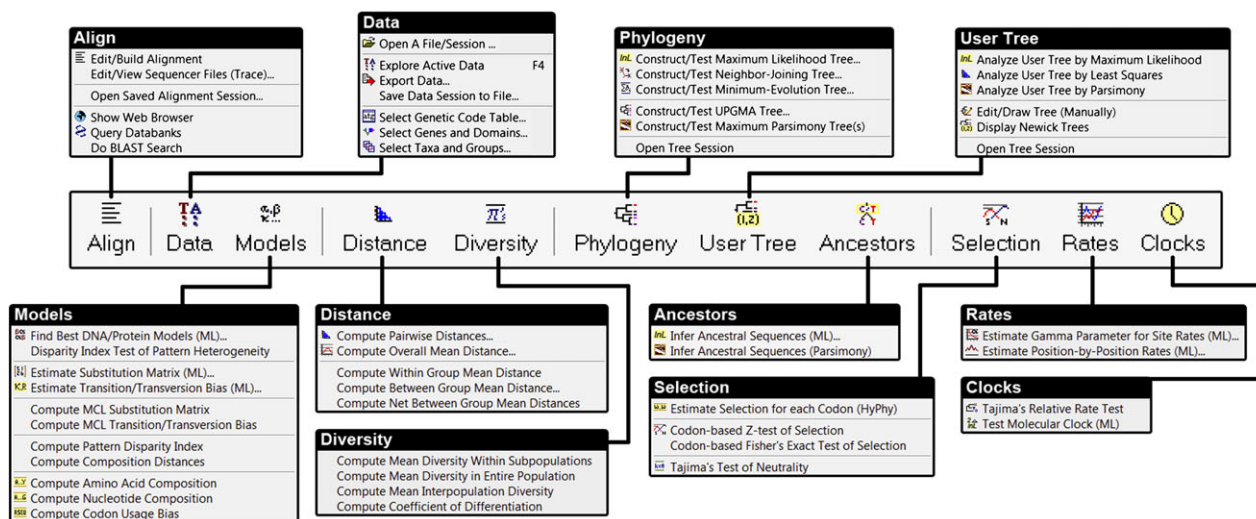 Align
Edit/Build Alignment
Edit/View Sequencer Files (Trace)...
Open Saved Alignment Session...
Show Web Browser
Query Databanks
Do BLAST Search
Data
Open A File/Session ...
Explore Active Data F4
Export Data...
Save Data Session to File...
Select Genetic Code Table...
Select Genes and Domains...
Select Taxa and Groups...
Phylogeny
Construct/Test Maximum Likelihood Tree...
Construct/Test Neighbor-Joining Tree...
Construct/Test Minimum-Evolution Tree...
Construct/Test UPGMA Tree...
Construct/Test Maximum Parsimony Tree(s)
Open Tree Session
User Tree
Analyze User Tree by Maximum Likelihood
Analyze User Tree by Least Squares
Analyze User Tree by Parsimony
Edit/Draw Tree (Manually)
Display Newick Trees
Open Tree Session
Align Data Models Distance Diversity Phylogeny User Tree Ancestors Selection Rates Clocks
Models
Find Best DNA/Protein Models (ML)...
Disparity Index Test of Pattern Heterogeneity
Estimate Substitution Matrix (ML)...
Estimate Transition/Transversion Bias (ML)...
Compute MCL Substitution Matrix
Compute MCL Transition/Transversion Bias
Compute Pattern Disparity Index
Compute Composition Distances
Compute Amino Acid Composition
Compute Nucleotide Composition
Compute Codon Usage Bias
Distance
Compute Pairwise Distances...
Compute Overall Mean Distance...
Compute Within Group Mean Distance
Compute Between Group Mean Distance...
Compute Net Between Group Mean Distances
Diversity
Compute Mean Diversity Within Subpopulations
Compute Mean Diversity in Entire Population
Compute Mean Interpopulation Diversity
Compute Coefficient of Differentiation
Ancestors
Infer Ancestral Sequences (ML)...
Infer Ancestral Sequences (Parsimony)
Selection
Estimate Selection for each Codon (HyPhy)
Codon-based Z-test of Selection
Codon-based Fisher's Exact Test of Selection
Tajima's Test of Neutrality
Rates
Estimate Gamma Parameter for Site Rates (ML)...
Estimate Position-by-Position Rates (ML)...
Clocks
Tajima's Relative Rate Test
Test Molecular Clock (ML)